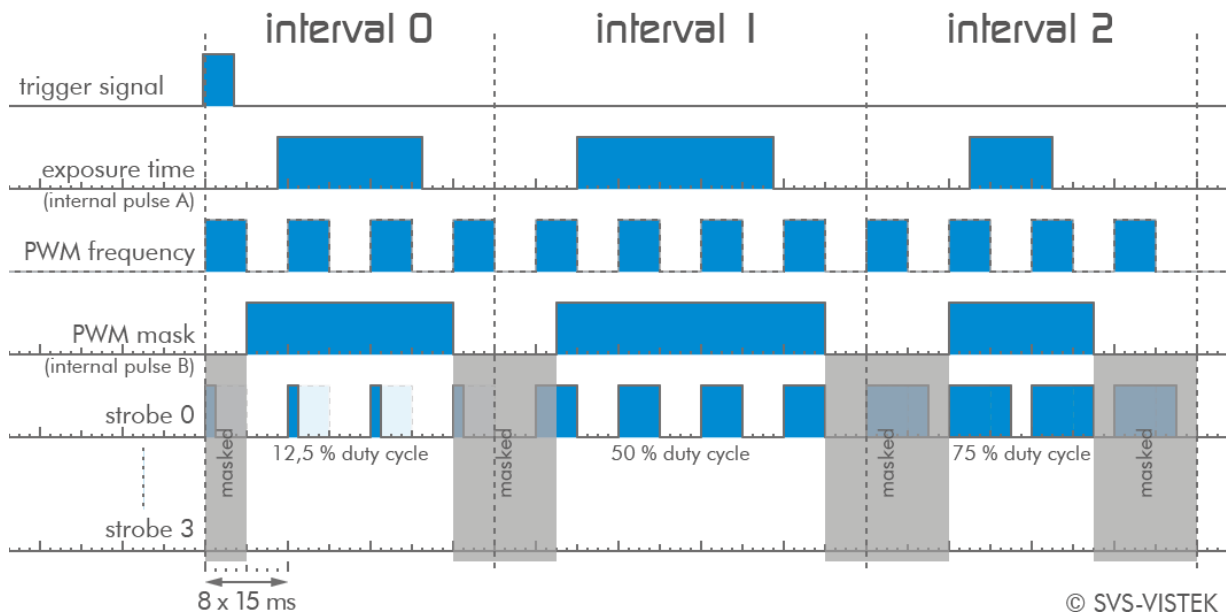 interval 0 interval 1 interval 2
trigger signal
exposure time
(internal pulse A)
PWM frequency
PWM mask
(internal pulse B)
strobe 0
12,5 % duty cycle 50 % duty cycle 75 % duty cycle
masked masked masked masked
strobe 3
8 x 15 ms
© SVS-VISTEK